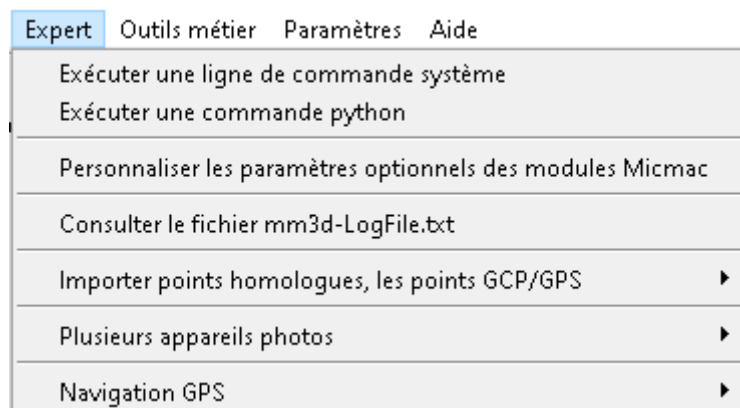 Expert Outils métier Paramètres Aide
Exécuter une ligne de commande système
Exécuter une commande python
Personnaliser les paramètres optionnels des modules Micmac
Consulter le fichier mm3d-LogFile.txt
Importer points homologues, les points GCP/GPS
Plusieurs appareils photos
Navigation GPS